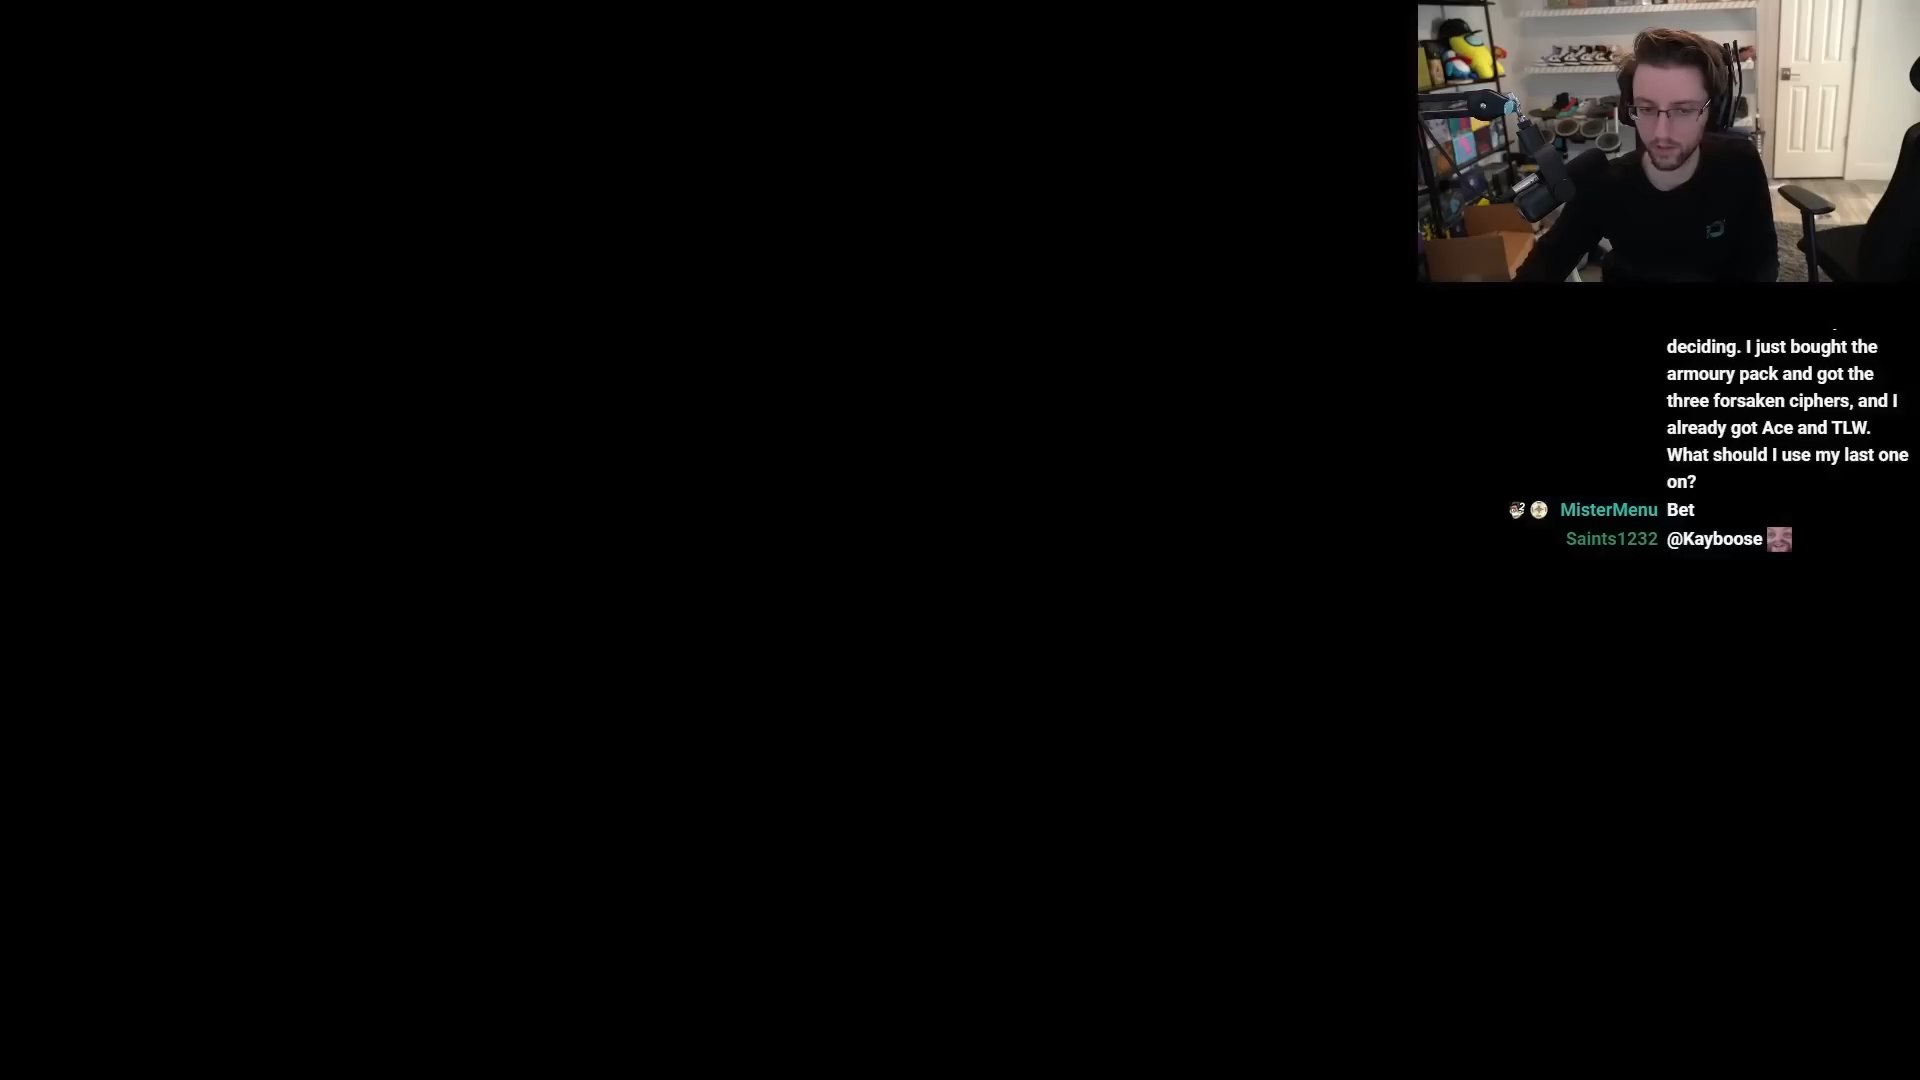 deciding. I just bought the
armoury pack and got the
three forsaken ciphers, and I
already got Ace and TLW.
What should I use my last one
on?
MisterMenu Bet
Saints1232 @Kayboose